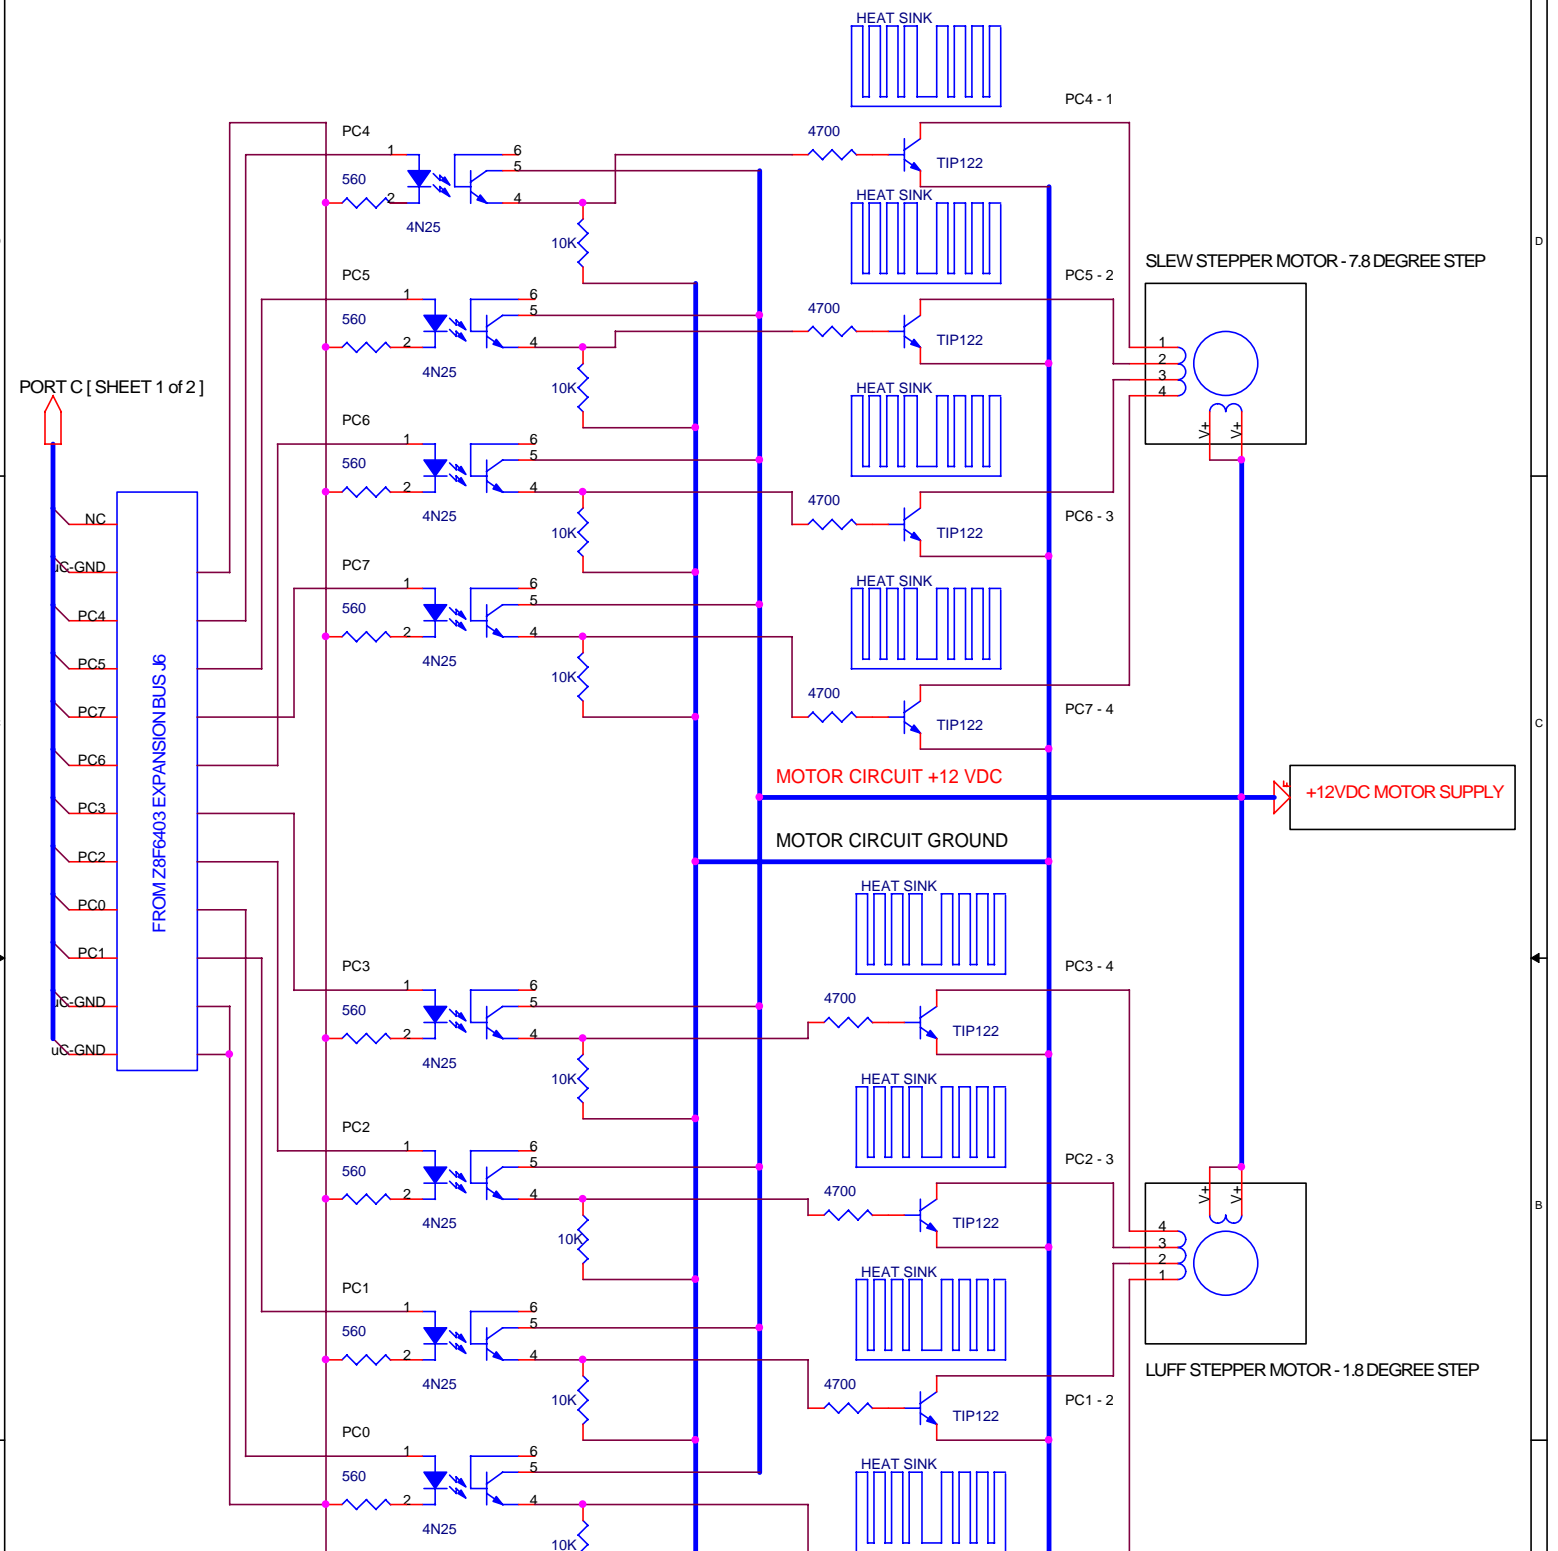 HEAT SINK
PC4 - 1
PC4
1
560
2
4N25
6
5
4
10K
4700
TIP122
HEAT SINK
PC5 - 2
PC5
1
560
2
4N25
6
5
4
10K
4700
TIP122
D
SLEW STEPPER MOTOR - 7.8 DEGREE STEP
1
2
3
4
V+
V+
PORT C [ SHEET 1 of 2 ]
HEAT SINK
PC6
1
560
2
4N25
6
5
4
10K
4700
TIP122
PC6 - 3
HEAT SINK
PC7
1
560
2
4N25
6
5
4
10K
4700
TIP122
PC7 - 4
C
NC
uC-GND
PC4
PC5
PC7
PC6
PC3
PC2
PC0
PC1
uC-GND
uC-GND
FROM Z8F6403 EXPANSION BUS J6
MOTOR CIRCUIT +12 VDC
+12VDC MOTOR SUPPLY
MOTOR CIRCUIT GROUND
HEAT SINK
PC3 - 4
PC3
1
560
2
4N25
6
5
4
10K
4700
TIP122
HEAT SINK
PC2 - 3
PC2
1
560
2
4N25
6
5
4
10K
4700
TIP122
B
V+
V+
4
3
2
1
LUFF STEPPER MOTOR - 1.8 DEGREE STEP
HEAT SINK
PC1
1
560
2
4N25
6
5
4
10K
4700
TIP122
PC1 - 2
HEAT SINK
PC0
1
560
2
4N25
6
5
4
10K